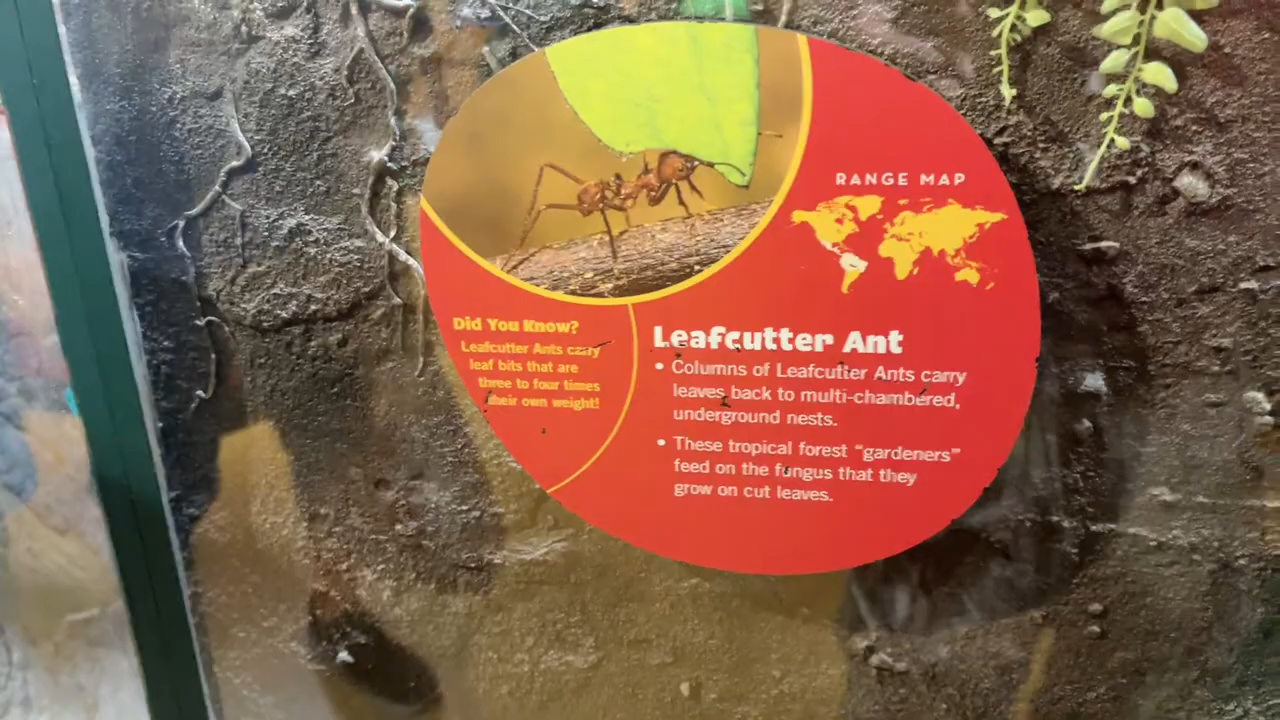 RANGE MAP
Did You Know?
Leafcutter Ants carry
leaf bits that are
three to four times
their own weight!
Leafcutter Ant
• Columns of Leafcutter Ants carry
leaves back to multi-chambered,
underground nests.
• These tropical forest "gardeners"
feed on the fungus that they
grow on cut leaves.